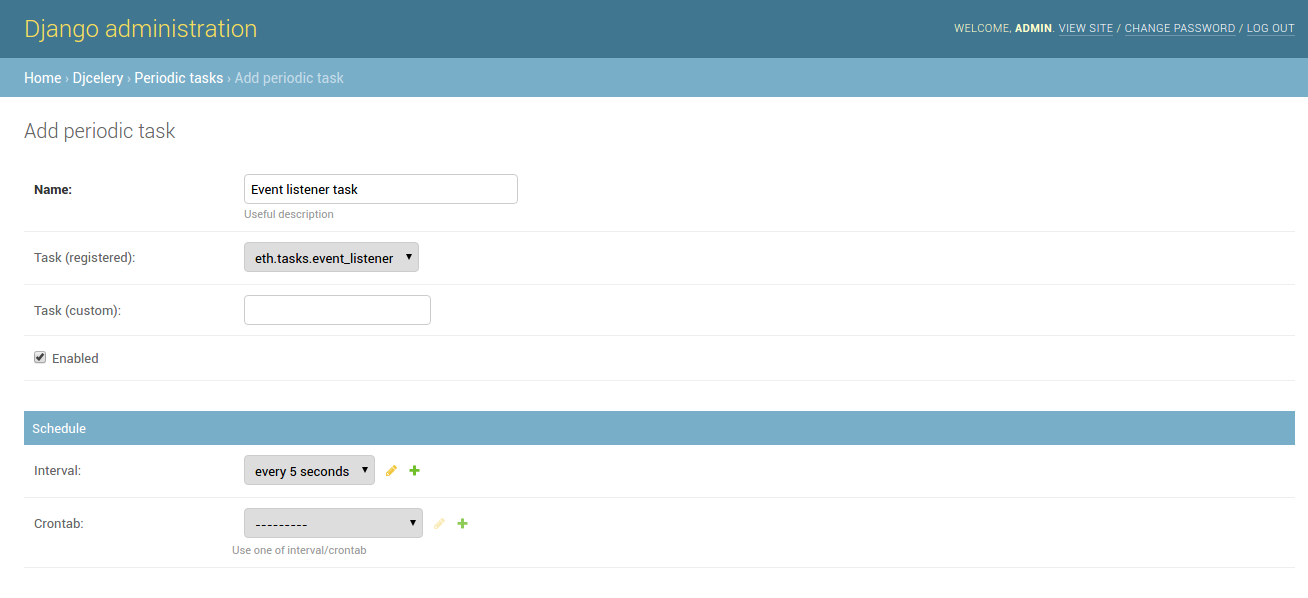 Django administration
WELCOME, ADMIN. VIEW SITE / CHANGE PASSWORD / LOG OUT
Home › Djcelery › Periodic tasks › Add periodic task
Add periodic task
Name: Event listener task
Useful description
Task (registered): eth.tasks.event_listener
Task (custom):
Enabled
Schedule
Interval: every 5 seconds
Crontab: ---------
Use one of interval/crontab